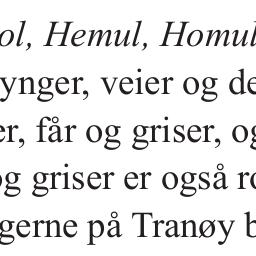 ol, Hemul, Homul
ynger, veier og de
er, får og griser, og
og griser er også ro
gerne på Tranøy b